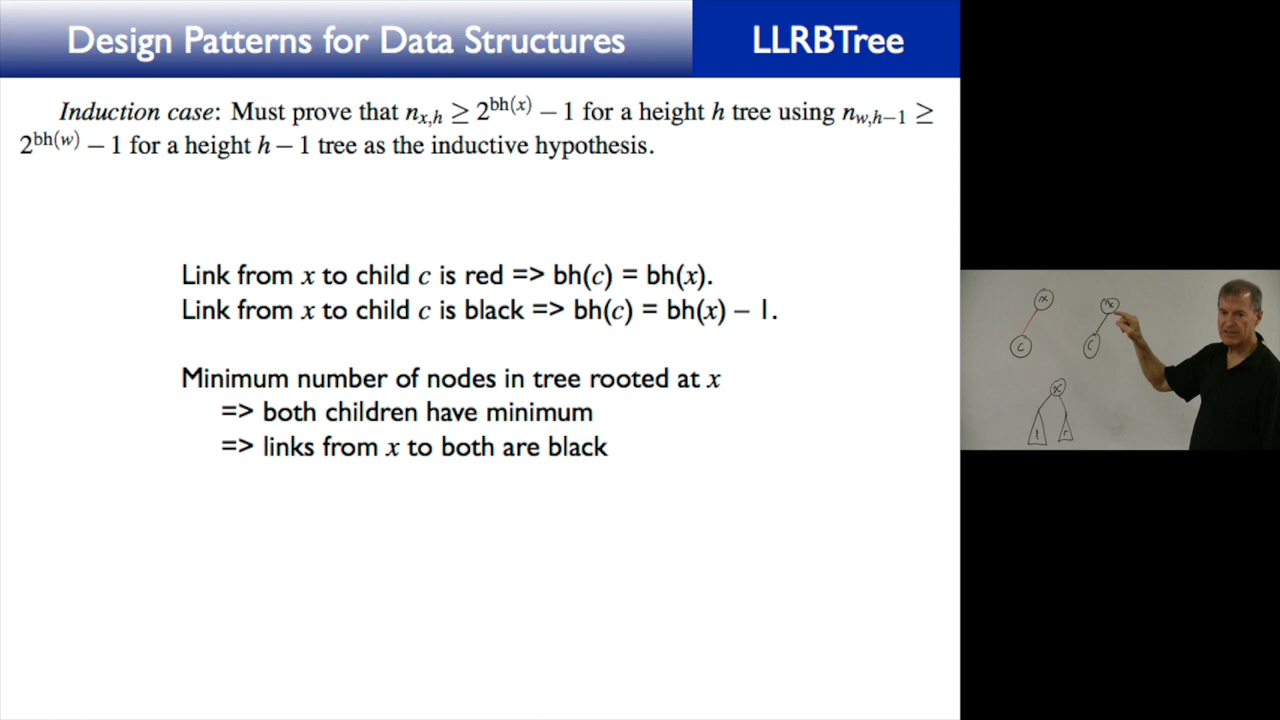 Design Patterns for Data Structures
LLRBTree
Induction case: Must prove that nₓ,ₕ ≥ 2^bh(x) − 1 for a height h tree using n_w,h−1 ≥
2^bh(w) − 1 for a height h − 1 tree as the inductive hypothesis.
Link from x to child c is red => bh(c) = bh(x).
Link from x to child c is black => bh(c) = bh(x) – 1.
Minimum number of nodes in tree rooted at x
=> both children have minimum
=> links from x to both are black
x
x
c
c
x
l
r